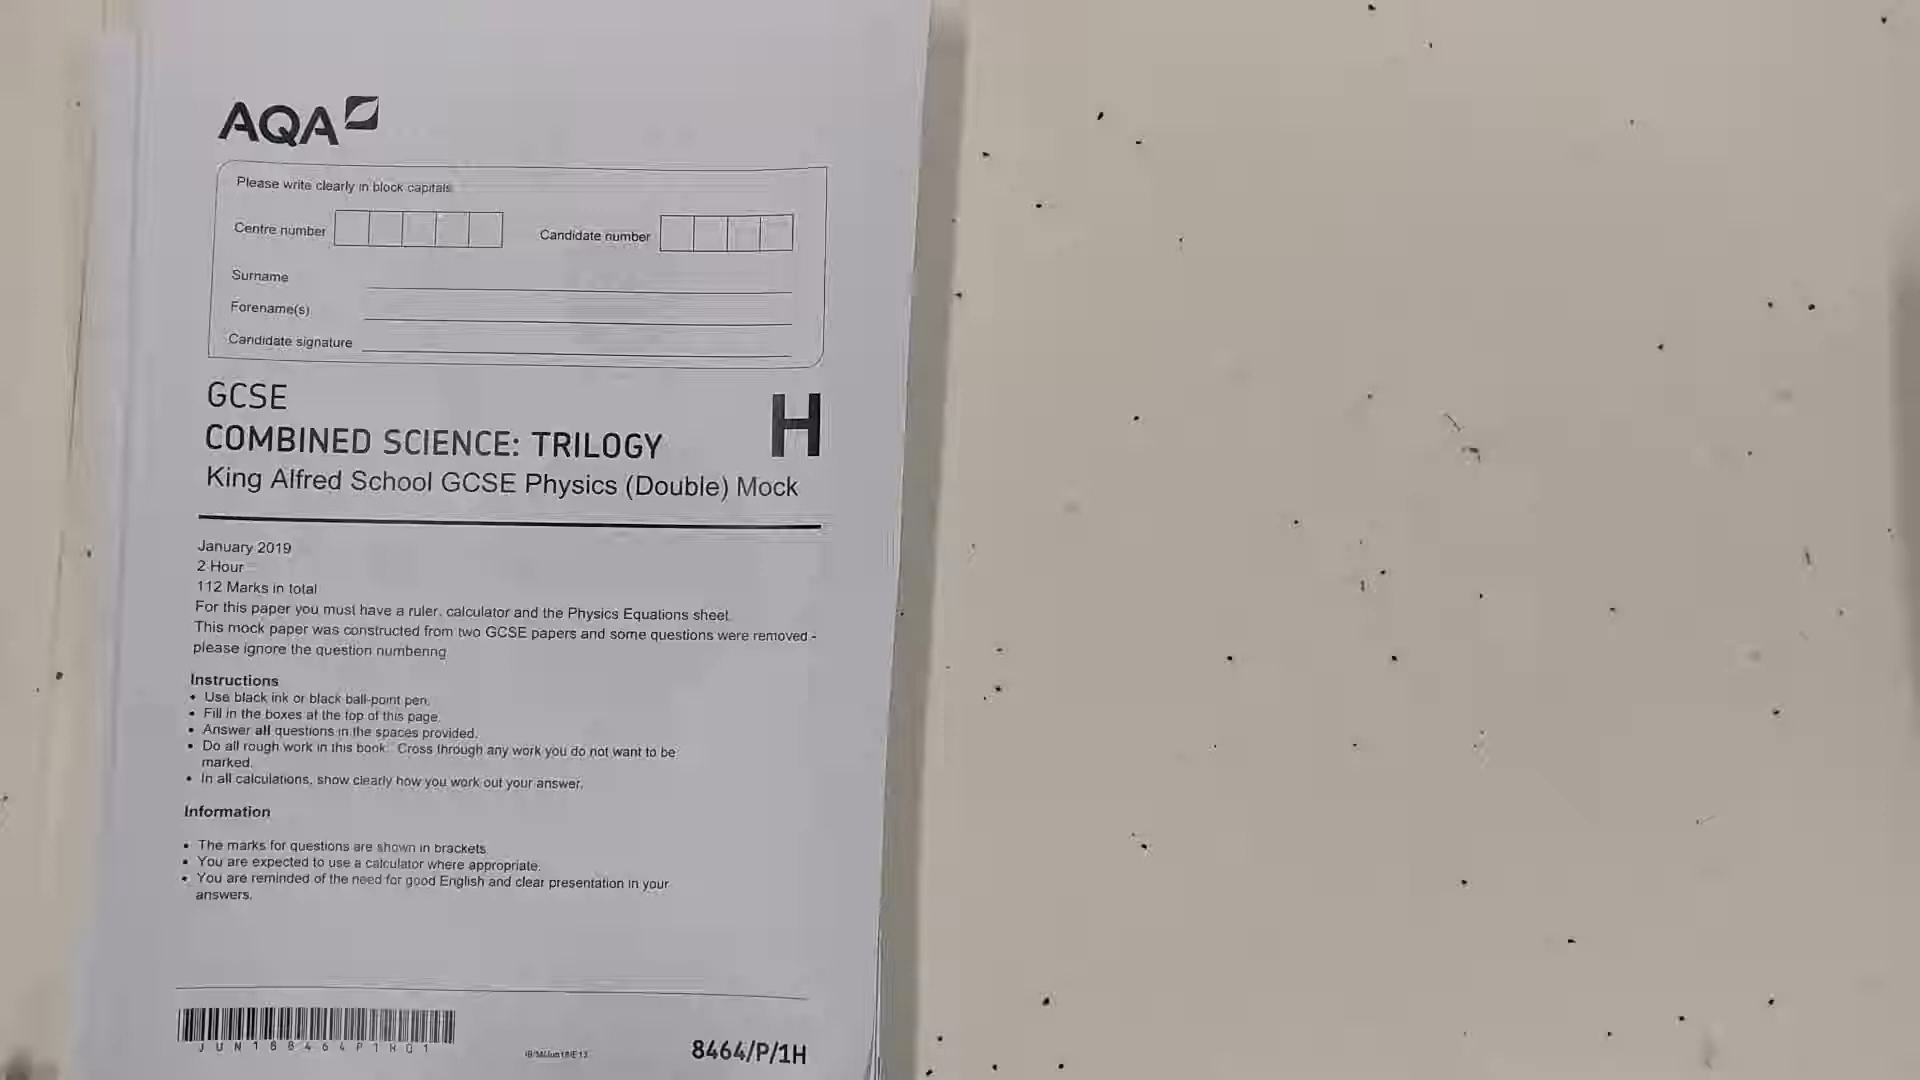 AQA
Please write clearly in block capitals
Centre number
Candidate number
Surname
Forename(s)
Candidate signature
GCSE
H
COMBINED SCIENCE: TRILOGY
King Alfred School GCSE Physics (Double) Mock
January 2019
2 Hour
112 Marks in total
For this paper you must have a ruler, calculator and the Physics Equations sheet.
This mock paper was constructed from two GCSE papers and some questions were removed -
please ignore the question numbering
Instructions
• Use black ink or black ball-point pen.
• Fill in the boxes at the top of this page.
• Answer all questions in the spaces provided.
• Do all rough work in this book. Cross through any work you do not want to be
marked.
• In all calculations, show clearly how you work out your answer.
Information
• The marks for questions are shown in brackets.
• You are expected to use a calculator where appropriate.
• You are reminded of the need for good English and clear presentation in your
answers.
JUN188464P1H01
8464/P/1H